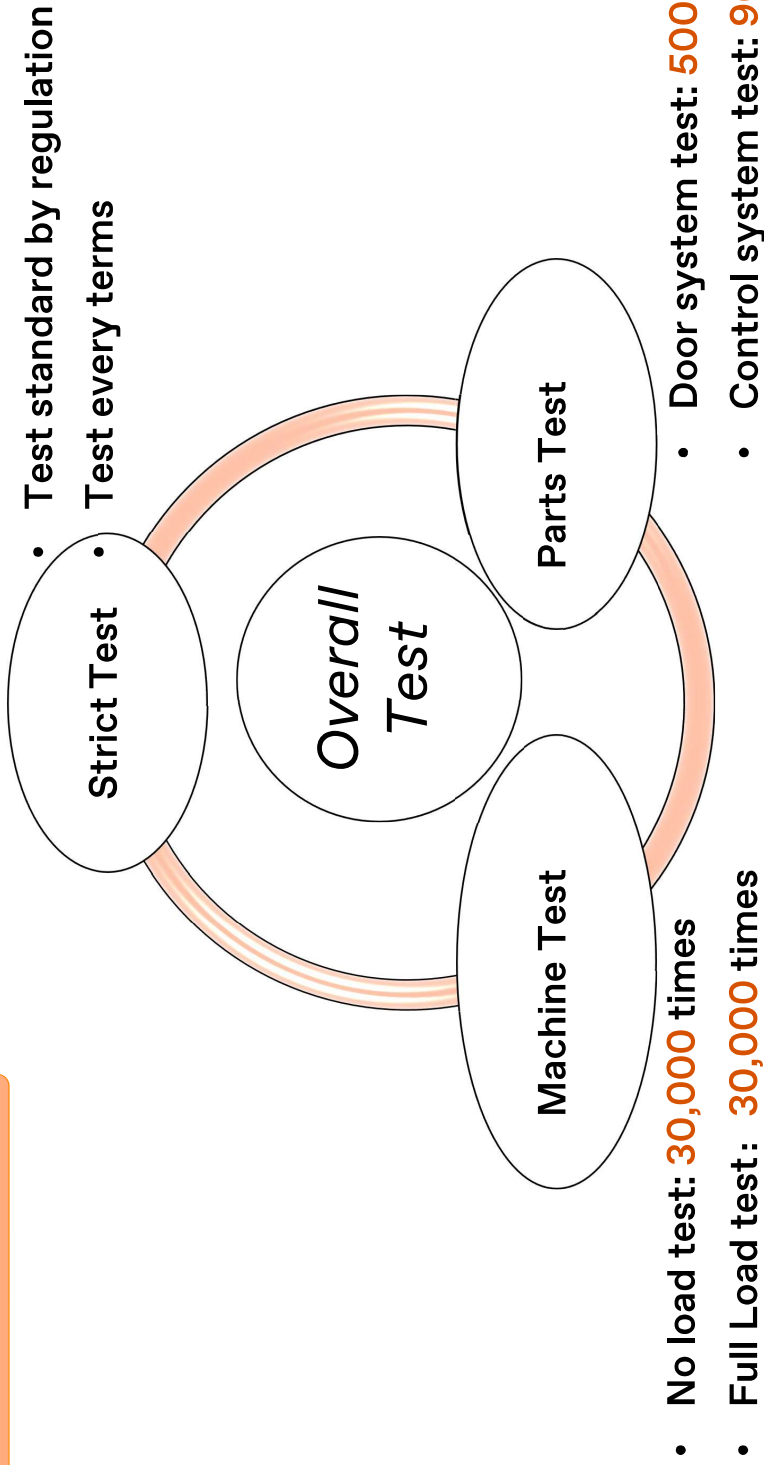 • Test standard by regulation
• Test every terms
Strict Test
Overall
Test
Machine Test
Parts Test
• No load test: 30,000 times
• Full Load test: 30,000 times
• Door system test: 500
• Control system test: